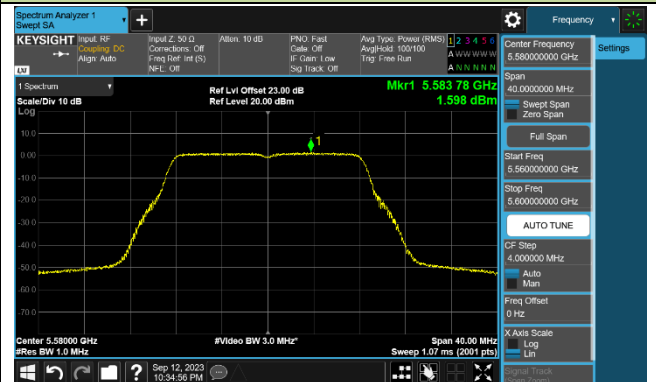 Spectrum Analyzer 1
Swept SA
+
Frequency
KEYSIGHT
Input: RF
Coupling: DC
Align: Auto
Input Z: 50 Ω
Corrections: Off
Freq Ref: Int (S)
NFE: Off
Atten: 10 dB
PNO: Fast
Gate: Off
IF Gain: Low
Sig Track: Off
Avg Type: Power (RMS)
Avg|Hold: 100/100
Trig: Free Run
1 2 3 4 5 6
A W W W W W
A N N N N N
LXI
1 Spectrum
Scale/Div 10 dB
Log
Ref Lvl Offset 23.00 dB
Ref Level 20.00 dBm
Mkr1 5.583 78 GHz
1.598 dBm
1
10.0
0.00
-10.0
-20.0
-30.0
-40.0
-50.0
-60.0
-70.0
Center 5.58000 GHz
#Res BW 1.0 MHz
#Video BW 3.0 MHz*
Span 40.00 MHz
Sweep 1.07 ms (2001 pts)
Sep 12, 2023
10:34:56 PM
?
Center Frequency
5.580000000 GHz
Settings
Span
40.0000000 MHz
Swept Span
Zero Span
Full Span
Start Freq
5.560000000 GHz
Stop Freq
5.600000000 GHz
AUTO TUNE
CF Step
4.000000 MHz
Auto
Man
Freq Offset
0 Hz
X Axis Scale
Log
Lin
Signal Track
(Span Zoom)